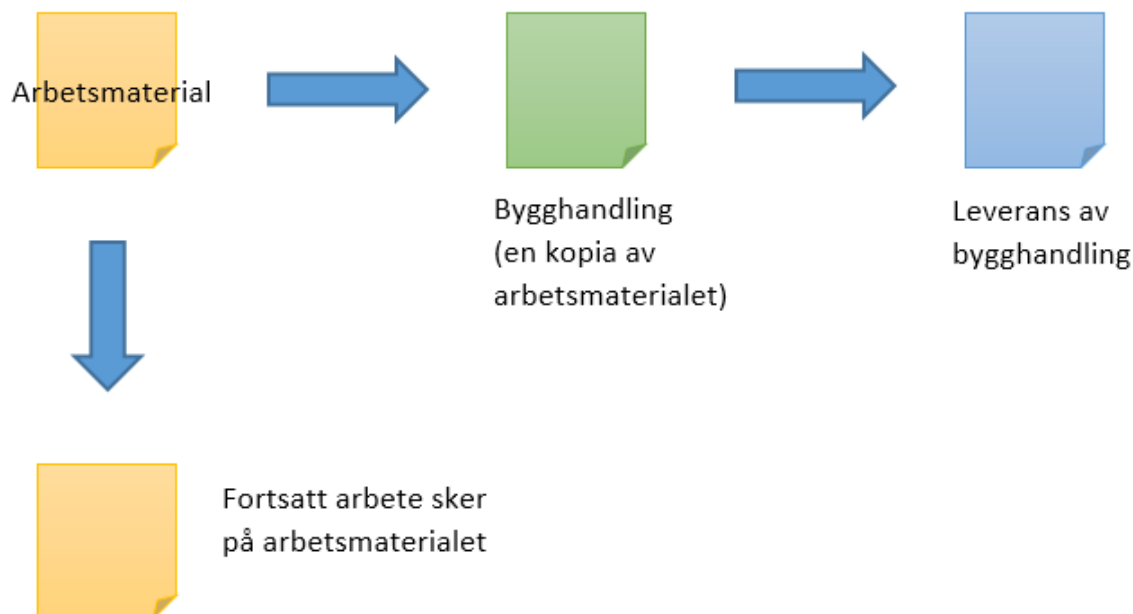 Arbetsmaterial
Bygghandling
(en kopia av
arbetsmaterialet)
Leverans av
bygghandling
Fortsatt arbete sker
på arbetsmaterialet